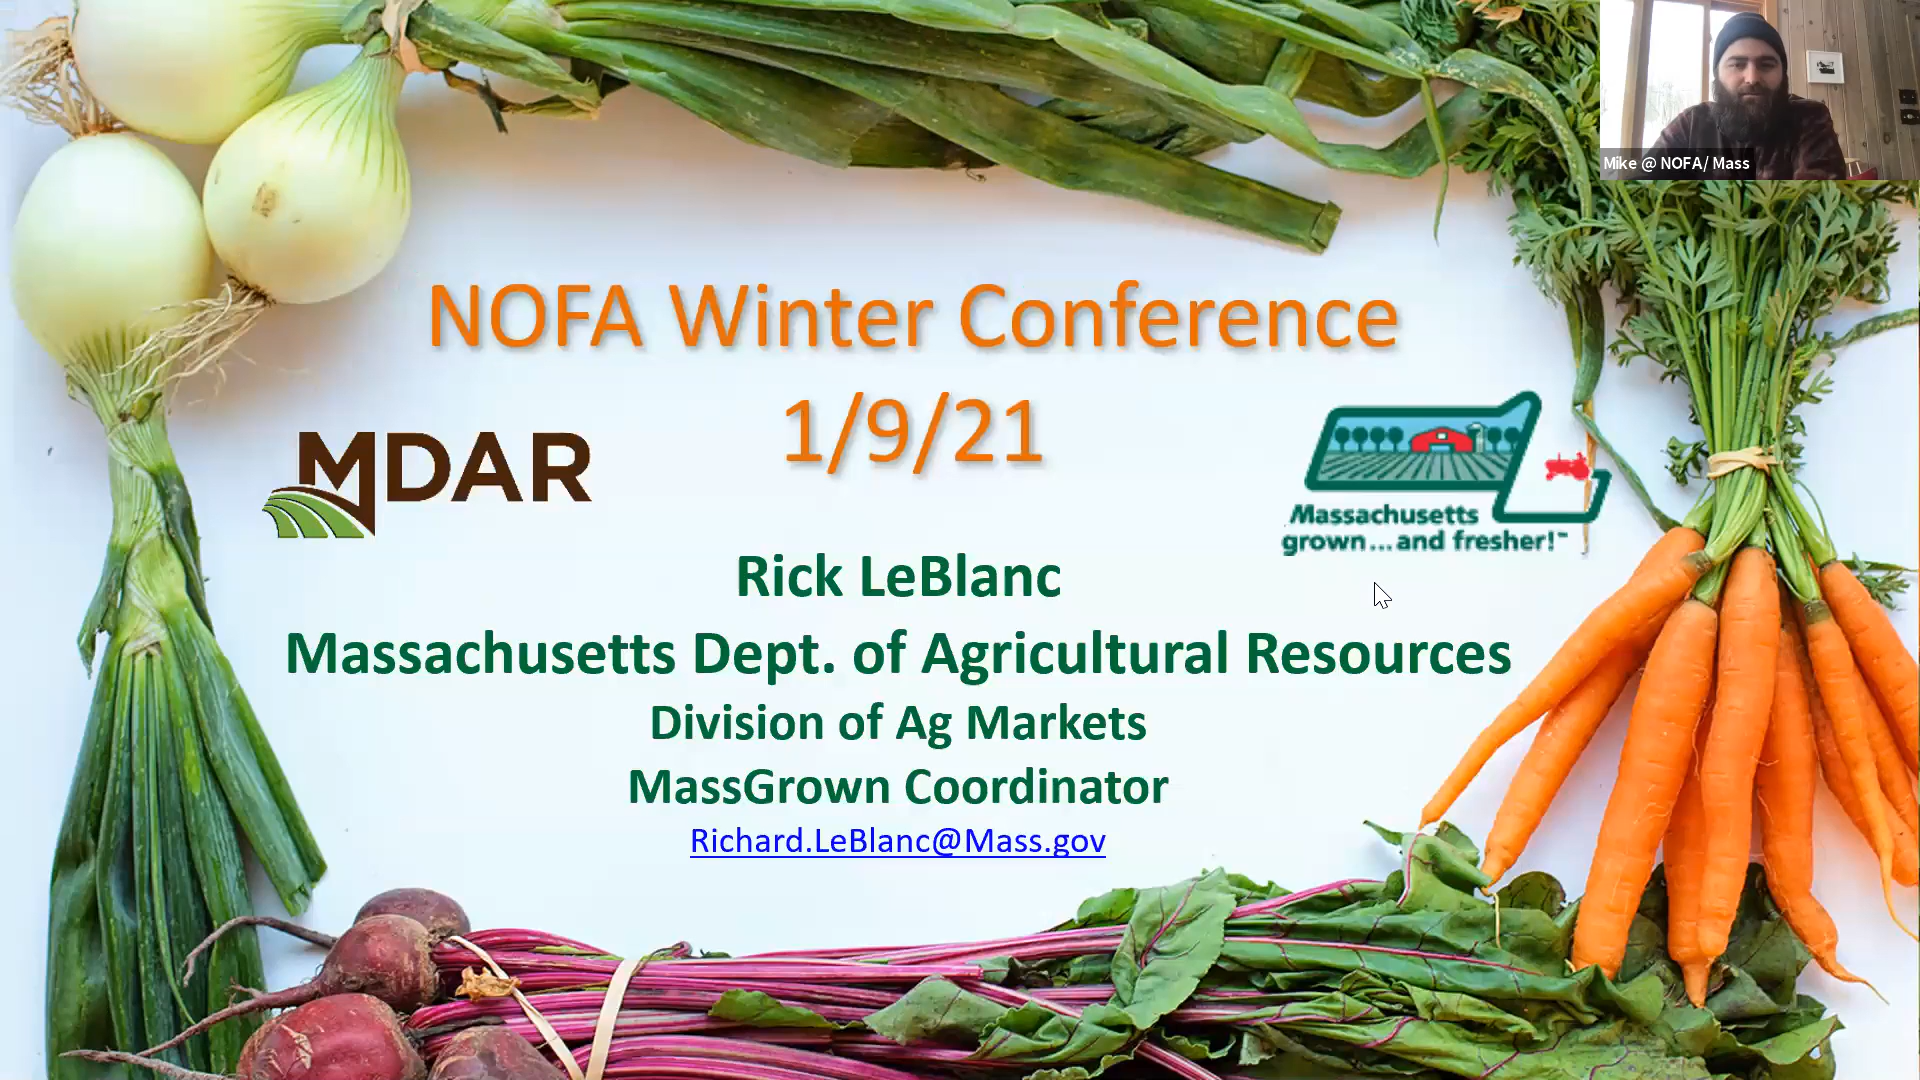 Mike @ NOFA/ Mass
NOFA Winter Conference
1/9/21
MDAR
Massachusetts
grown...and fresher!™
Rick LeBlanc
Massachusetts Dept. of Agricultural Resources
Division of Ag Markets
MassGrown Coordinator
Richard.LeBlanc@Mass.gov